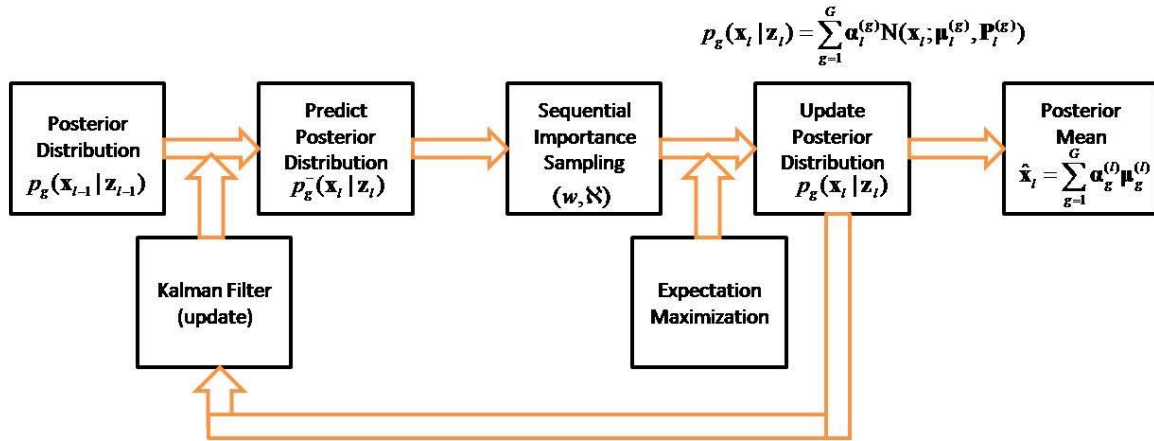 p_g(x_l | z_l) = ∑_{g=1}^{G} α_l^{(g)} N(x_l; μ_l^{(g)}, P_l^{(g)})
Posterior
Distribution
p_g(x_{l-1} | z_{l-1})
Predict
Posterior
Distribution
p_g^-(x_l | z_l)
Sequential
Importance
Sampling
(w, ℵ)
Update
Posterior
Distribution
p_g(x_l | z_l)
Posterior
Mean
x̂_l = ∑_{g=1}^{G} α_g^{(l)} μ_g^{(l)}
Kalman Filter
(update)
Expectation
Maximization